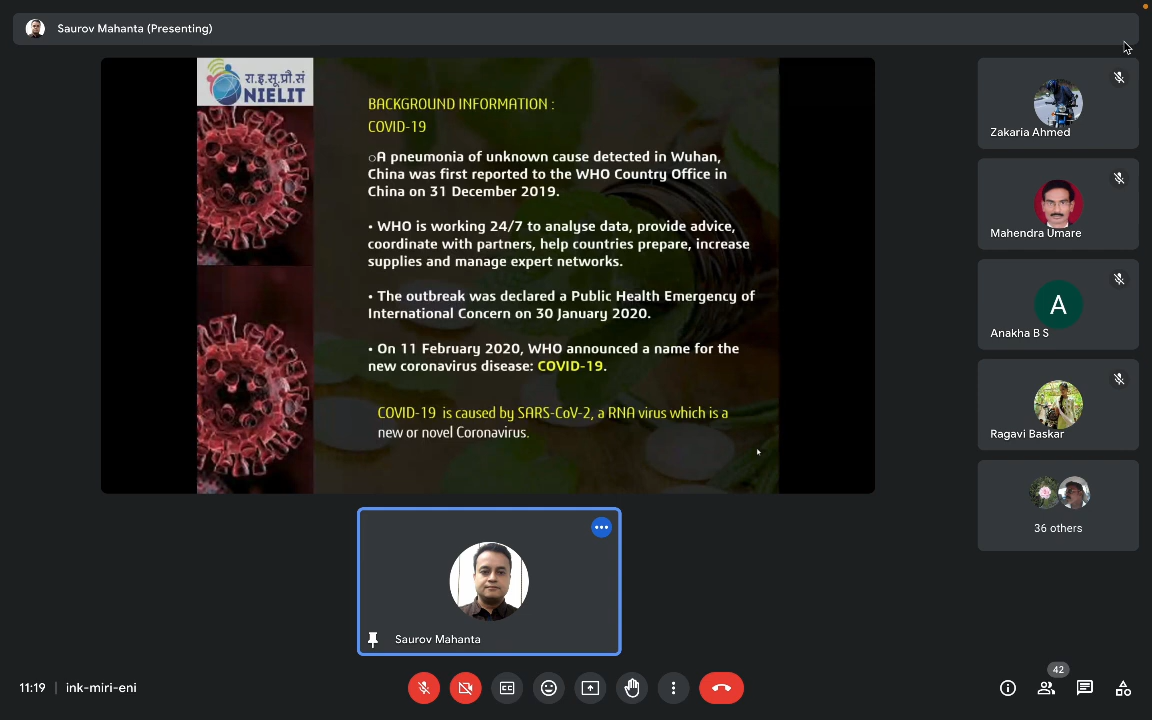 Saurov Mahanta (Presenting)
रा.इ.सू.प्रौ.सं
NIELIT
BACKGROUND INFORMATION :
COVID-19
○A pneumonia of unknown cause detected in Wuhan,
China was first reported to the WHO Country Office in
China on 31 December 2019.
• WHO is working 24/7 to analyse data, provide advice,
coordinate with partners, help countries prepare, increase
supplies and manage expert networks.
• The outbreak was declared a Public Health Emergency of
International Concern on 30 January 2020.
• On 11 February 2020, WHO announced a name for the
new coronavirus disease: COVID-19.
COVID-19 is caused by SARS-CoV-2, a RNA virus which is a
new or novel Coronavirus.
Zakaria Ahmed
Mahendra Umare
A
Anakha B S
Ragavi Baskar
36 others
Saurov Mahanta
11:19 | ink-miri-eni
CC
42